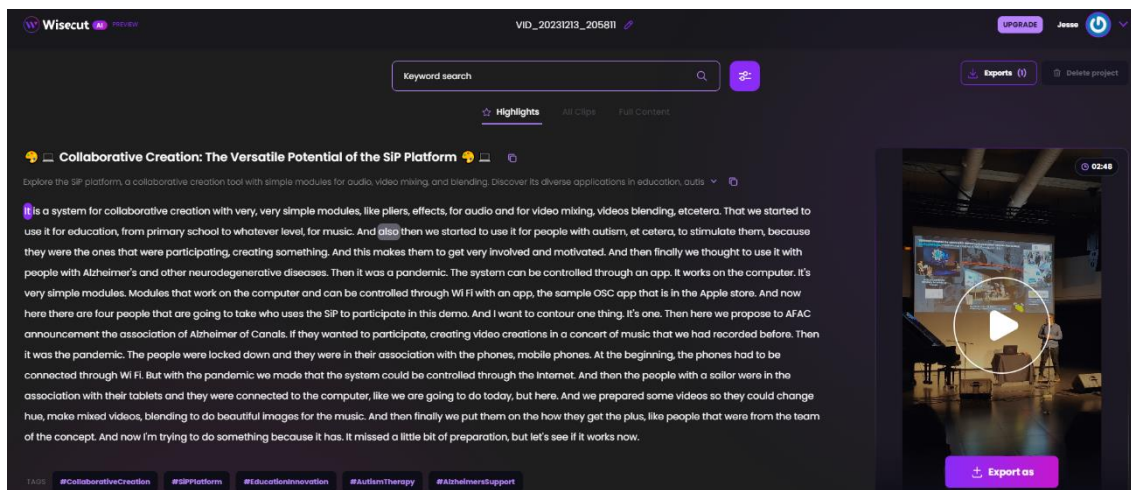 Wisecut AI PREVIEW
VID_20231213_205811
UPGRADE
Jesse
Keyword search
Exports (1)
Delete project
Highlights
All Clips
Full Content
Collaborative Creation: The Versatile Potential of the SiP Platform
Explore the SiP platform, a collaborative creation tool with simple modules for audio, video mixing, and blending. Discover its diverse applications in education, autis
It is a system for collaborative creation with very, very simple modules, like pliers, effects, for audio and for video mixing, videos blending, etcetera. That we started to
use it for education, from primary school to whatever level, for music. And also then we started to use it for people with autism, et cetera, to stimulate them, because
they were the ones that were participating, creating something. And this makes them to get very involved and motivated. And then finally we thought to use it with
people with Alzheimer's and other neurodegenerative diseases. Then it was a pandemic. The system can be controlled through an app. It works on the computer. It's
very simple modules. Modules that work on the computer and can be controlled through Wi Fi with an app, the sample OSC app that is in the Apple store. And now
here there are four people that are going to take who uses the SiP to participate in this demo. And I want to contour one thing. It's one. Then here we propose to AFAC
announcement the association of Alzheimer of Canals. If they wanted to participate, creating video creations in a concert of music that we had recorded before. Then
it was the pandemic. The people were locked down and they were in their association with the phones, mobile phones. At the beginning, the phones had to be
connected through Wi Fi. But with the pandemic we made that the system could be controlled through the Internet. And then the people with a sailor were in the
association with their tablets and they were connected to the computer, like we are going to do today, but here. And we prepared some videos so they could change
hue, make mixed videos, blending to do beautiful images for the music. And then finally we put them on the how they get the plus, like people that were from the team
of the concept. And now I'm trying to do something because it has. It missed a little bit of preparation, but let's see if it works now.
02:48
Export as
TAGS #CollaborativeCreation #SiPPlatform #EducationInnovation #AutismTherapy #AlzheimersSupport